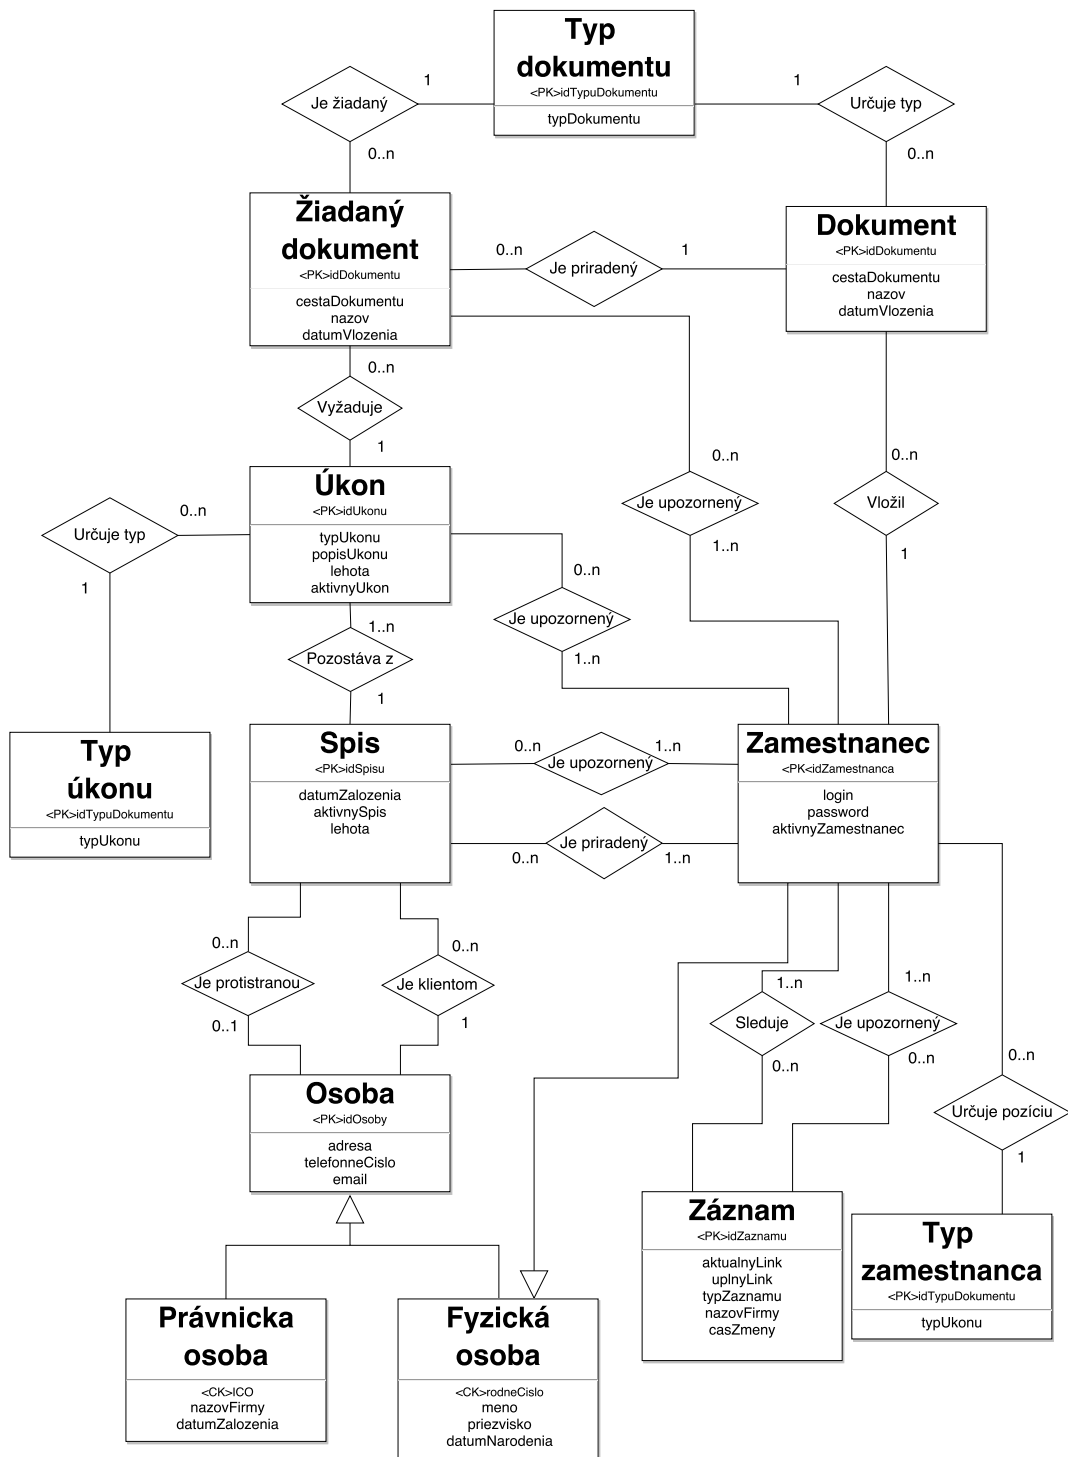 Typ
dokumentu
<PK>idTypuDokumentu
typDokumentu
1
1
Je žiadaný
Určuje typ
0..n
0..n
Žiadaný
dokument
<PK>idDokumentu
cestaDokumentu
nazov
datumVlozenia
0..n
Je priradený
1
Dokument
<PK>idDokumentu
cestaDokumentu
nazov
datumVlozenia
0..n
Vyžaduje
1
0..n
Je upozornený
1..n
0..n
Vložil
1
Úkon
<PK>idUkonu
typUkonu
popisUkonu
lehota
aktivnyUkon
0..n
Určuje typ
1
0..n
Je upozornený
1..n
1..n
Pozostáva z
1
Typ
úkonu
<PK>idTypuDokumentu
typUkonu
Spis
<PK>idSpisu
datumZalozenia
aktivnySpis
lehota
0..n
Je upozornený
1..n
0..n
Je priradený
1..n
Zamestnanec
<PK<idZamestnanca
login
password
aktivnyZamestnanec
0..n
Je protistranou
0..1
0..n
Je klientom
1
1..n
Sleduje
0..n
1..n
Je upozornený
0..n
0..n
Určuje pozíciu
1
Osoba
<PK>idOsoby
adresa
telefonneCislo
email
Záznam
<PK>idZaznamu
aktualnyLink
uplnyLink
typZaznamu
nazovFirmy
casZmeny
Typ
zamestnanca
<PK>idTypuDokumentu
typUkonu
Právnicka
osoba
<CK>ICO
nazovFirmy
datumZalozenia
Fyzická
osoba
<CK>rodneCislo
meno
priezvisko
datumNarodenia